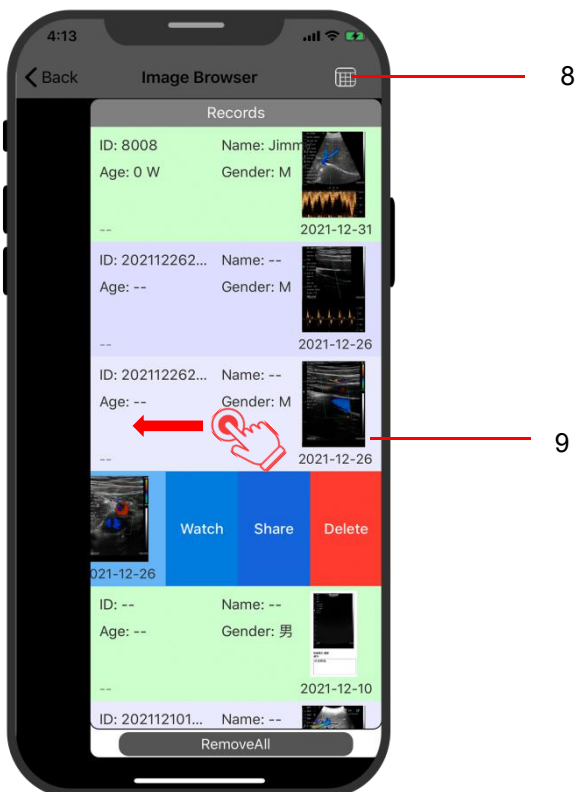 4:13
Back Image Browser
8
Records
ID: 8008 Name: Jimm
Age: 0 W Gender: M
--
2021-12-31
ID: 202112262... Name: --
Age: -- Gender: M
--
2021-12-26
ID: 202112262... Name: --
Age: -- Gender: M
9
--
2021-12-26
Watch Share Delete
021-12-26
ID: -- Name: --
Age: -- Gender: 男
--
2021-12-10
ID: 202112101... Name: --
RemoveAll